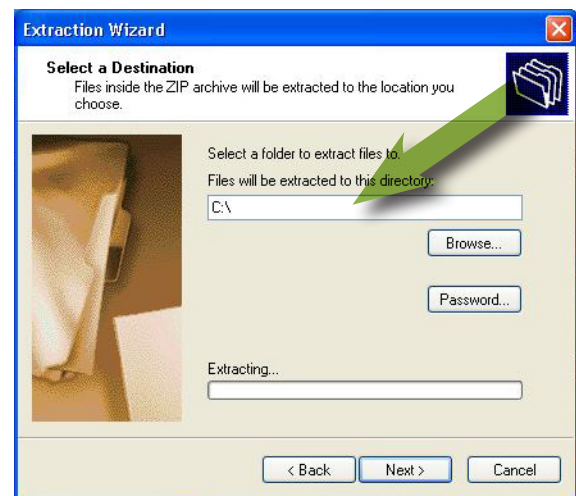 Extraction Wizard
Select a Destination
Files inside the ZIP archive will be extracted to the location you
choose.
Select a folder to extract files to.
Files will be extracted to this directory:
C:\
Browse...
Password...
Extracting...
< Back
Next >
Cancel